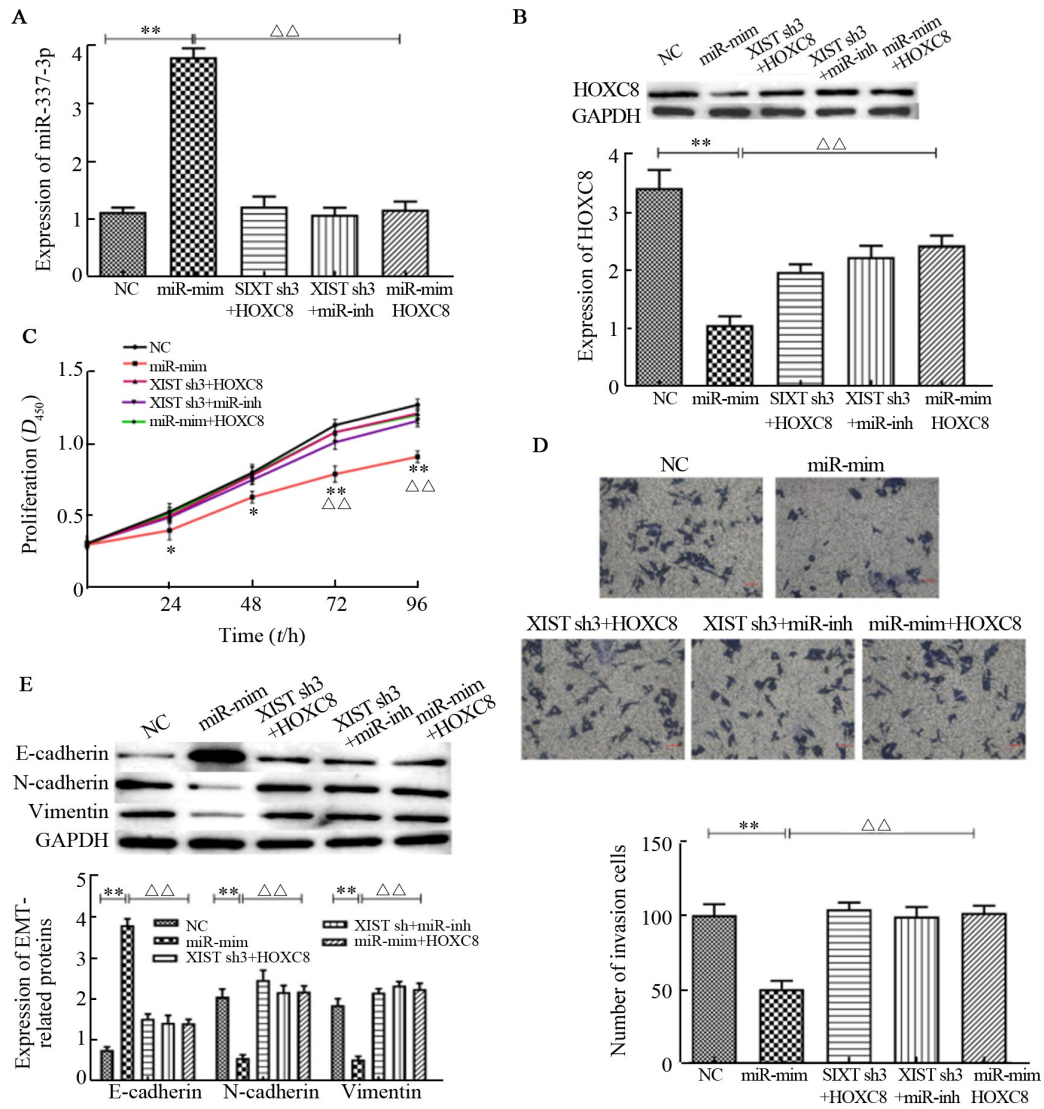 A
** △△
Expression of miR-337-3p
4
3
2
1
0
NC miR-mim SIXT sh3 XIST sh3 miR-mim
+HOXC8 +miR-inh HOXC8
B
NC miR-mim XIST sh3 +HOXC8 XIST sh3 +miR-inh miR-mim +HOXC8
HOXC8
GAPDH
** △△
Expression of HOXC8
4
3
2
1
0
NC miR-mim SIXT sh3 XIST sh3 miR-mim
+HOXC8 +miR-inh HOXC8
C
NC
miR-mim
XIST sh3+HOXC8
XIST sh3+miR-inh
miR-mim+HOXC8
Proliferation (D450)
1.5
1.0
0.5
0
*
*
**
△△
**
△△
24 48 72 96
Time (t/h)
D
NC miR-mim
XIST sh3+HOXC8 XIST sh3+miR-inh miR-mim+HOXC8
** △△
Number of invasion cells
150
100
50
0
NC miR-mim SIXT sh3 XIST sh3 miR-mim
+HOXC8 +miR-inh HOXC8
E
NC miR-mim XIST sh3 +HOXC8 XIST sh3 +miR-inh miR-mim +HOXC8
E-cadherin
N-cadherin
Vimentin
GAPDH
Expression of EMT-
related proteins
5
4
3
2
1
0
** △△ ** △△ ** △△
NC
miR-mim
XIST sh3+HOXC8
XIST sh+miR-inh
miR-mim+HOXC8
E-cadherin N-cadherin Vimentin